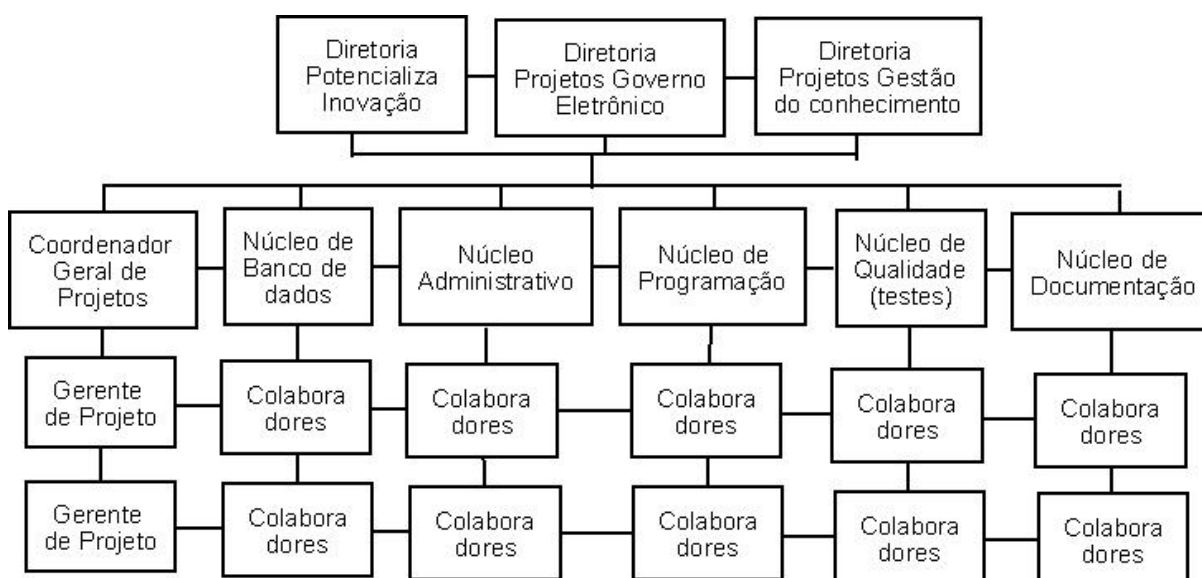 Diretoria
Potencializa
Inovação
Diretoria
Projetos Governo
Eletrônico
Diretoria
Projetos Gestão
do conhecimento
Coordenador
Geral de
Projetos
Núcleo de
Banco de
dados
Núcleo
Administrativo
Núcleo de
Programação
Núcleo de
Qualidade
(testes)
Núcleo de
Documentação
Gerente
de Projeto
Colabora
dores
Colabora
dores
Colabora
dores
Colabora
dores
Colabora
dores
Gerente
de Projeto
Colabora
dores
Colabora
dores
Colabora
dores
Colabora
dores
Colabora
dores